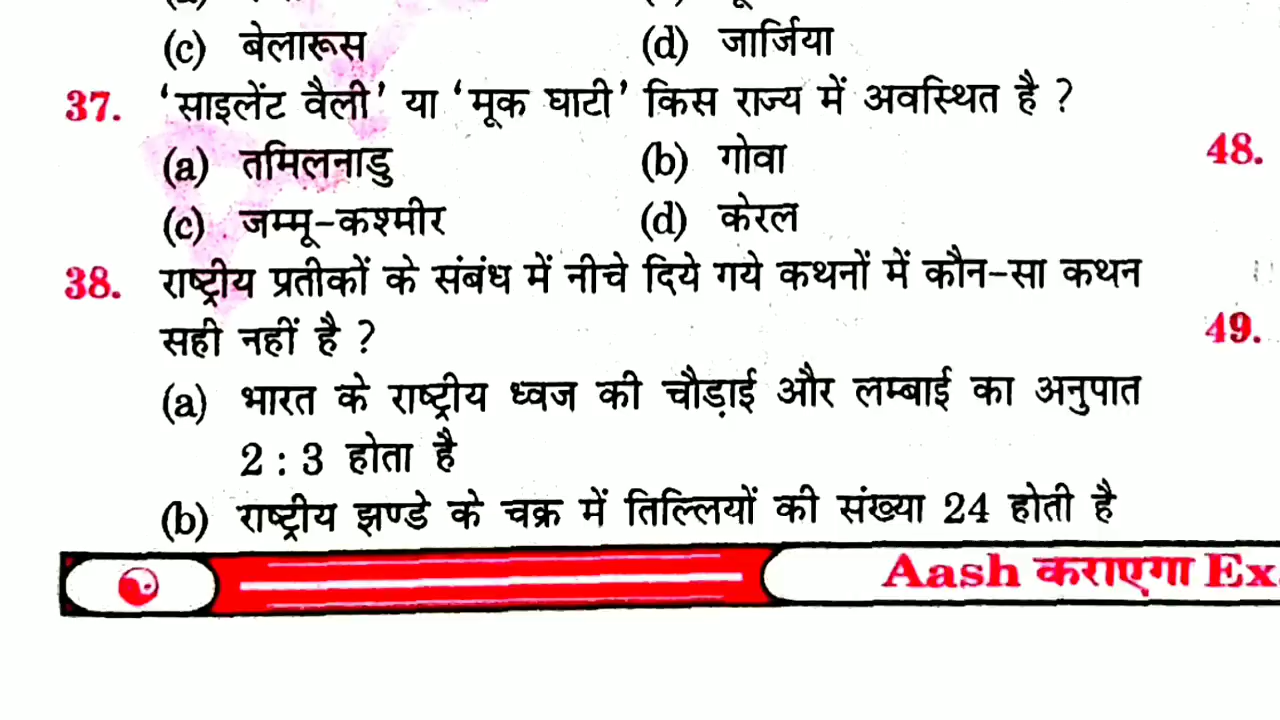 (c) बेलारूस (d) जार्जिया
37. 'साइलेंट वैली' या 'मूक घाटी' किस राज्य में अवस्थित है ?
(a) तमिलनाडु (b) गोवा
48.
(c) जम्मू-कश्मीर (d) केरल
38. राष्ट्रीय प्रतीकों के संबंध में नीचे दिये गये कथनों में कौन-सा कथन
सही नहीं है ?
49.
(a) भारत के राष्ट्रीय ध्वज की चौड़ाई और लम्बाई का अनुपात
2 : 3 होता है
(b) राष्ट्रीय झण्डे के चक्र में तिल्लियों की संख्या 24 होती है
Aash कराएगा Ex